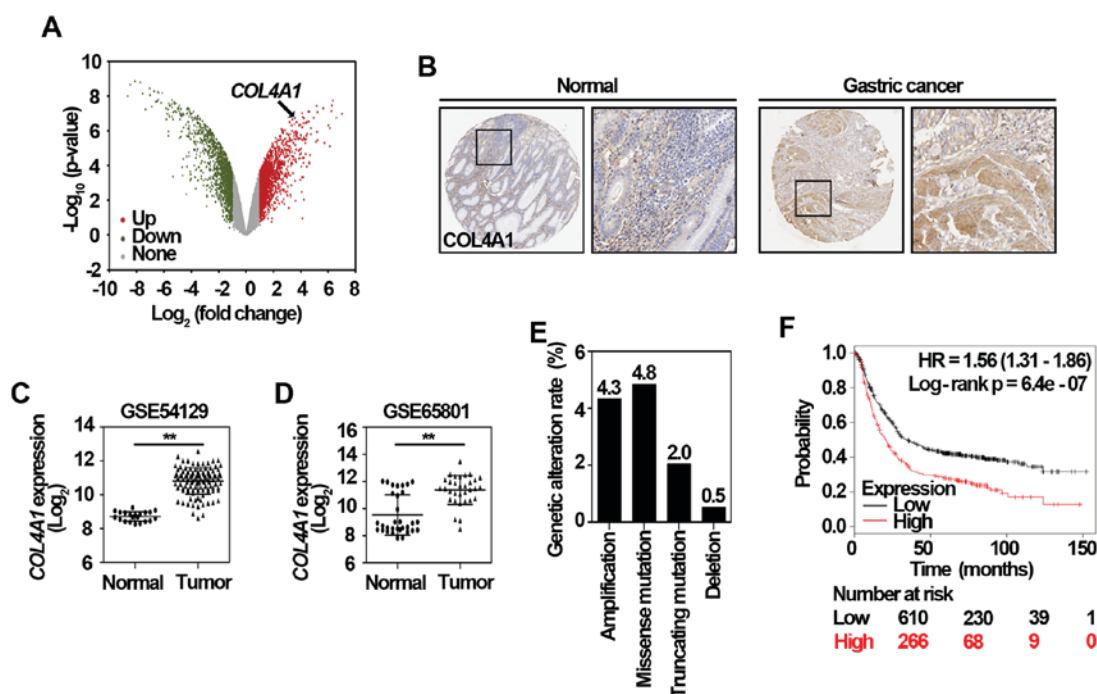 A
10
8
6
4
2
0
-2
-Log10 (p-value)
COL4A1
Up
Down
None
-10 -8 -6 -4 -2 0 2 4 6 8
Log2 (fold change)
B
Normal
Gastric cancer
COL4A1
C
GSE54129
**
COL4A1 expression
(Log2)
14
12
10
8
6
Normal Tumor
D
GSE65801
**
COL4A1 expression
(Log2)
16
14
12
10
8
6
Normal Tumor
E
Genetic alteration rate (%)
6
4
2
0
4.3
4.8
2.0
0.5
Amplification
Missense mutation
Truncating mutation
Deletion
F
HR = 1.56 (1.31 - 1.86)
Log-rank p = 6.4e - 07
Probability
1.0
0.8
0.6
0.4
0.2
0.0
Expression
Low
High
0 50 100 150
Time (months)
Number at risk
Low 610 230 39 1
High 266 68 9 0